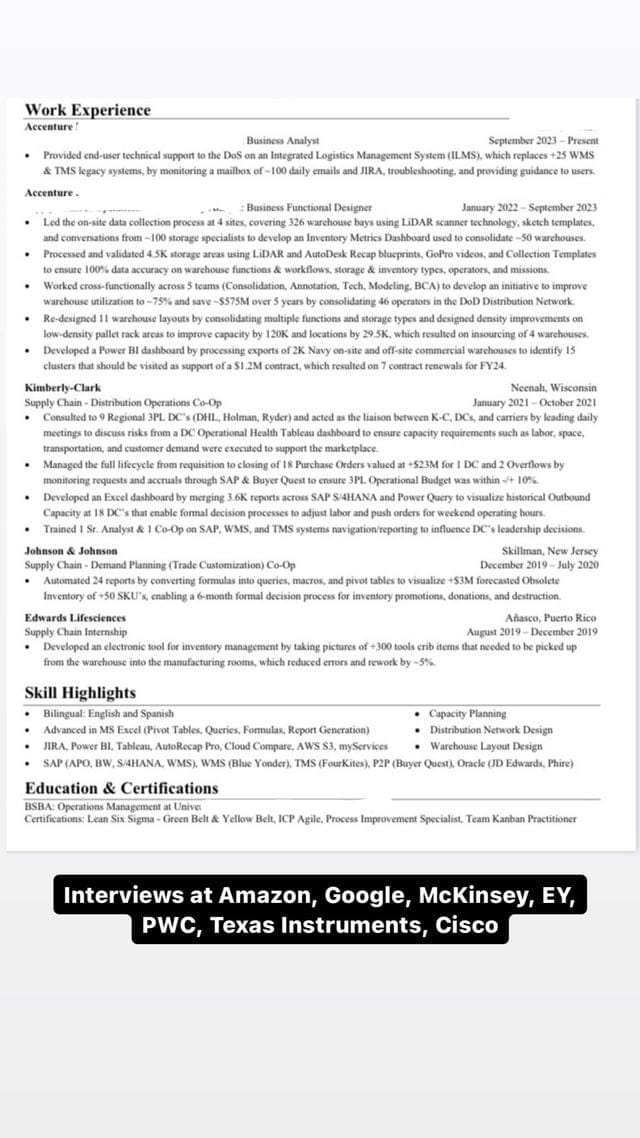 Work Experience
Accenture
Business Analyst September 2023 – Present
• Provided end-user technical support to the DoS on an Integrated Logistics Management System (ILMS), which replaces +25 WMS
& TMS legacy systems, by monitoring a mailbox of ~100 daily emails and JIRA, troubleshooting, and providing guidance to users.
Accenture
: Business Functional Designer January 2022 – September 2023
• Led the on-site data collection process at 4 sites, covering 326 warehouse bays using LiDAR scanner technology, sketch templates,
and conversations from ~100 storage specialists to develop an Inventory Metrics Dashboard used to consolidate ~50 warehouses.
• Processed and validated 4.5K storage areas using LiDAR and AutoDesk Recap blueprints, GoPro videos, and Collection Templates
to ensure 100% data accuracy on warehouse functions & workflows, storage & inventory types, operators, and missions.
• Worked cross-functionally across 5 teams (Consolidation, Annotation, Tech, Modeling, BCA) to develop an initiative to improve
warehouse utilization to ~75% and save ~$575M over 5 years by consolidating 46 operators in the DoD Distribution Network.
• Re-designed 11 warehouse layouts by consolidating multiple functions and storage types and designed density improvements on
low-density pallet rack areas to improve capacity by 120K and locations by 29.5K, which resulted on insourcing of 4 warehouses.
• Developed a Power BI dashboard by processing exports of 2K Navy on-site and off-site commercial warehouses to identify 15
clusters that should be visited as support of a $1.2M contract, which resulted on 7 contract renewals for FY24.
Kimberly-Clark Neenah, Wisconsin
Supply Chain - Distribution Operations Co-Op January 2021 – October 2021
• Consulted to 9 Regional 3PL DC's (DHL, Holman, Ryder) and acted as the liaison between K-C, DCs, and carriers by leading daily
meetings to discuss risks from a DC Operational Health Tableau dashboard to ensure capacity requirements such as labor, space,
transportation, and customer demand were executed to support the marketplace.
• Managed the full lifecycle from requisition to closing of 18 Purchase Orders valued at +$23M for 1 DC and 2 Overflows by
monitoring requests and accruals through SAP & Buyer Quest to ensure 3PL Operational Budget was within -/+ 10%.
• Developed an Excel dashboard by merging 3.6K reports across SAP S/4HANA and Power Query to visualize historical Outbound
Capacity at 18 DC's that enable formal decision processes to adjust labor and push orders for weekend operating hours.
• Trained 1 Sr. Analyst & 1 Co-Op on SAP, WMS, and TMS systems navigation/reporting to influence DC's leadership decisions.
Johnson & Johnson Skillman, New Jersey
Supply Chain - Demand Planning (Trade Customization) Co-Op December 2019 – July 2020
• Automated 24 reports by converting formulas into queries, macros, and pivot tables to visualize +$3M forecasted Obsolete
Inventory of +50 SKU's, enabling a 6-month formal decision process for inventory promotions, donations, and destruction.
Edwards Lifesciences Añasco, Puerto Rico
Supply Chain Internship August 2019 – December 2019
• Developed an electronic tool for inventory management by taking pictures of +300 tools crib items that needed to be picked up
from the warehouse into the manufacturing rooms, which reduced errors and rework by ~5%.
Skill Highlights
• Bilingual: English and Spanish • Capacity Planning
• Advanced in MS Excel (Pivot Tables, Queries, Formulas, Report Generation) • Distribution Network Design
• JIRA, Power BI, Tableau, AutoRecap Pro, Cloud Compare, AWS S3, myServices • Warehouse Layout Design
• SAP (APO, BW, S/4HANA, WMS), WMS (Blue Yonder), TMS (FourKites), P2P (Buyer Quest), Oracle (JD Edwards, Phire)
Education & Certifications
BSBA: Operations Management at
Certifications: Lean Six Sigma - Green Belt & Yellow Belt, ICP Agile, Process Improvement Specialist, Team Kanban Practitioner
Interviews at Amazon, Google, McKinsey, EY,
PWC, Texas Instruments, Cisco